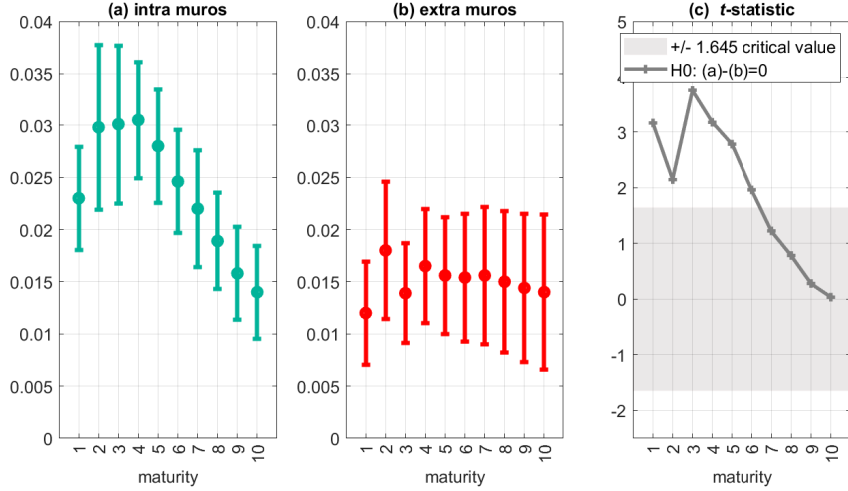 (a) intra muros
0.04
0.035
0.03
0.025
0.02
0.015
0.01
0.005
0
1 2 3 4 5 6 7 8 9 10
maturity
(b) extra muros
0.04
0.035
0.03
0.025
0.02
0.015
0.01
0.005
0
1 2 3 4 5 6 7 8 9 10
maturity
(c) t-statistic
+/- 1.645 critical value
H0: (a)-(b)=0
5
4
3
2
1
0
-1
-2
1 2 3 4 5 6 7 8 9 10
maturity